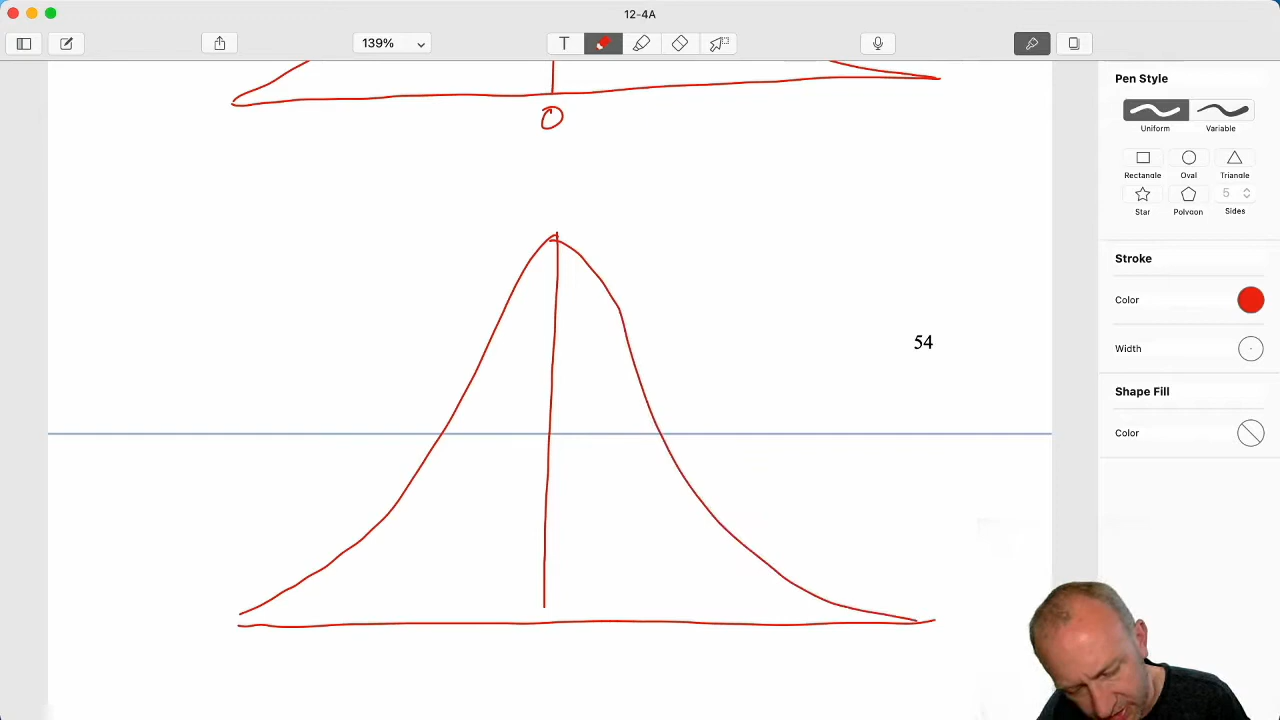 12-4A
139%
T
Pen Style
Uniform
Variable
Rectangle
Oval
Triangle
Star
Polygon
5
Sides
Stroke
Color
Width
Shape Fill
Color
0
54